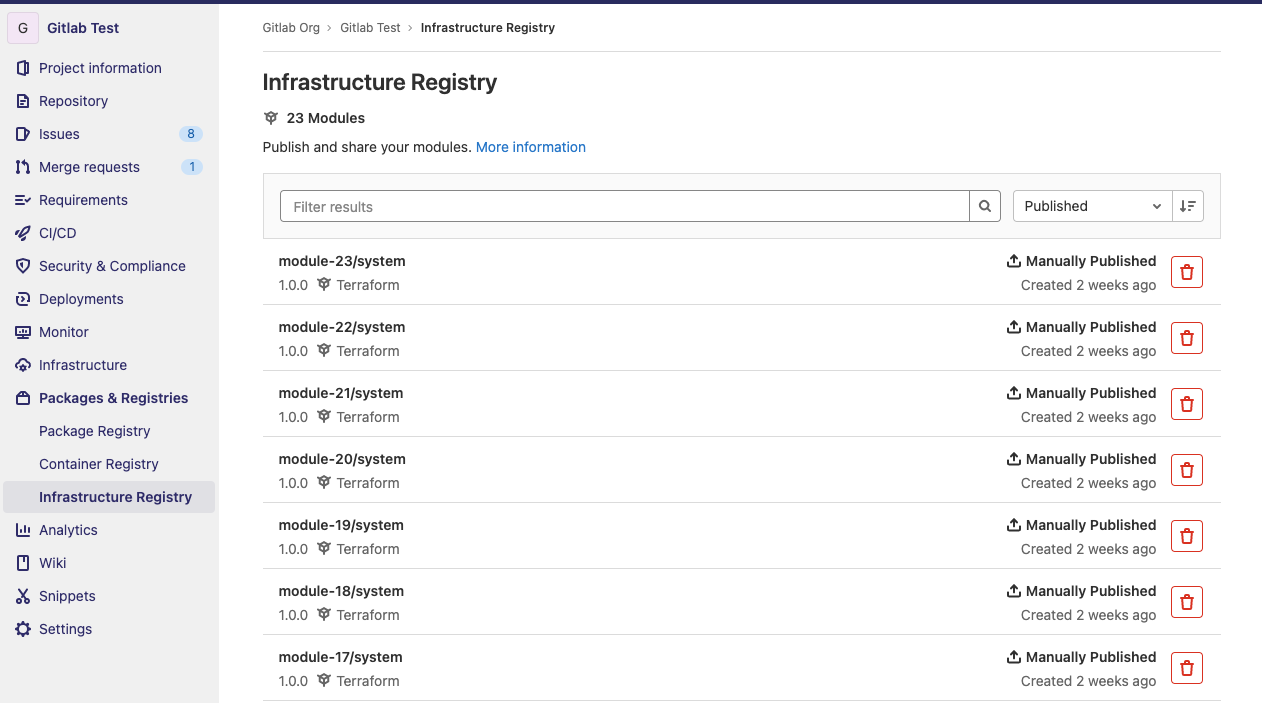 G Gitlab Test
Project information
Repository
Issues 8
Merge requests 1
Requirements
CI/CD
Security & Compliance
Deployments
Monitor
Infrastructure
Packages & Registries
Package Registry
Container Registry
Infrastructure Registry
Analytics
Wiki
Snippets
Settings
Gitlab Org › Gitlab Test › Infrastructure Registry
Infrastructure Registry
23 Modules
Publish and share your modules. More information
Filter results Published
module-23/system Manually Published
1.0.0 Terraform Created 2 weeks ago
module-22/system Manually Published
1.0.0 Terraform Created 2 weeks ago
module-21/system Manually Published
1.0.0 Terraform Created 2 weeks ago
module-20/system Manually Published
1.0.0 Terraform Created 2 weeks ago
module-19/system Manually Published
1.0.0 Terraform Created 2 weeks ago
module-18/system Manually Published
1.0.0 Terraform Created 2 weeks ago
module-17/system Manually Published
1.0.0 Terraform Created 2 weeks ago